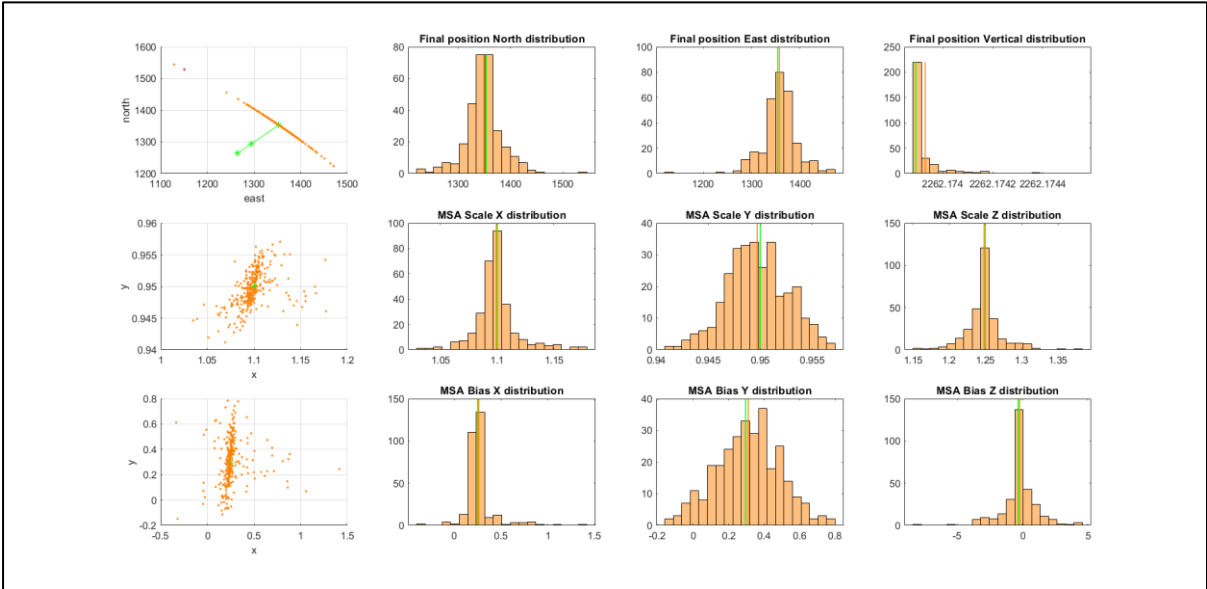 Final position North distribution
Final position East distribution
Final position Vertical distribution
1600
1500
1400
1300
1200
north
1100 1200 1300 1400 1500
east
80
60
40
20
0
1300 1400 1500
100
80
60
40
20
0
1200 1300 1400
250
200
150
100
50
0
2262.174 2262.1742 2262.1744
MSA Scale X distribution
MSA Scale Y distribution
MSA Scale Z distribution
0.96
0.955
0.95
0.945
0.94
y
1 1.05 1.1 1.15 1.2
x
100
80
60
40
20
0
1.05 1.1 1.15
40
30
20
10
0
0.94 0.945 0.95 0.955
150
100
50
0
1.15 1.2 1.25 1.3 1.35
MSA Bias X distribution
MSA Bias Y distribution
MSA Bias Z distribution
0.8
0.6
0.4
0.2
0
-0.2
y
-0.5 0 0.5 1 1.5
x
150
100
50
0
0 0.5 1 1.5
40
30
20
10
0
-0.2 0 0.2 0.4 0.6 0.8
150
100
50
0
-5 0 5